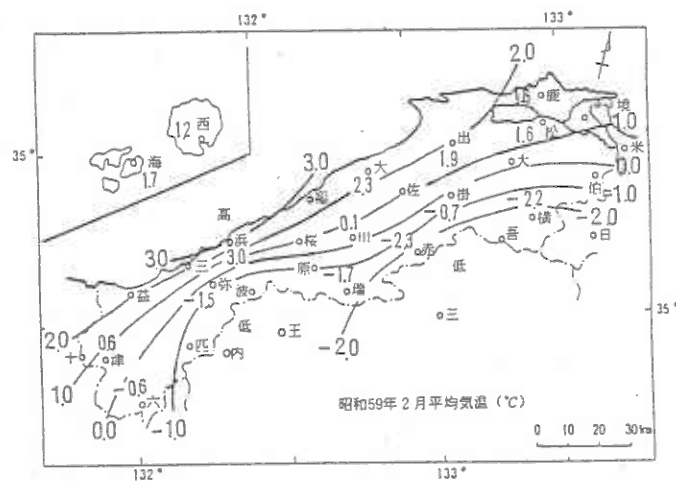 132°
133°
2.0
1.6
鹿
境
1.0
1.2
西
松
1.6
出
米
35°
海
1.7
3.0
大
1.9
大
0.0
2.3
佐
伯
-1.0
高
0.1
掛
-2.2
浜
-0.7
横
-2.0
桜
川
-2.3
吾
日
3.0
三
3.0
赤
原
-1.7
低
益
弥
-1.5
波
瑞
三
35°
2.0
0.6
低
王
十
津
匹
内
-2.0
1.0
-0.6
六
昭和59年2月平均気温(℃)
0.0
-1.0
0 10 20 30km
132°
133°